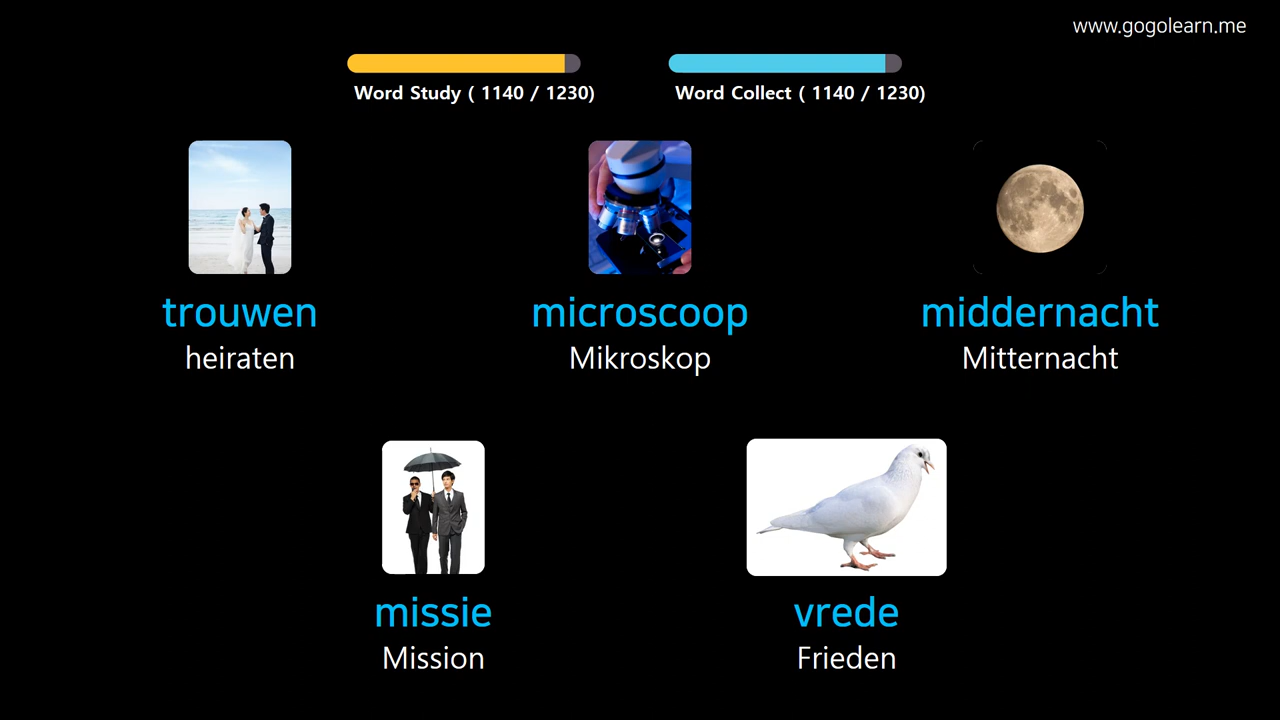 www.gogolearn.me
Word Study ( 1140 / 1230)
Word Collect ( 1140 / 1230)
trouwen
heiraten
microscoop
Mikroskop
middernacht
Mitternacht
missie
Mission
vrede
Frieden